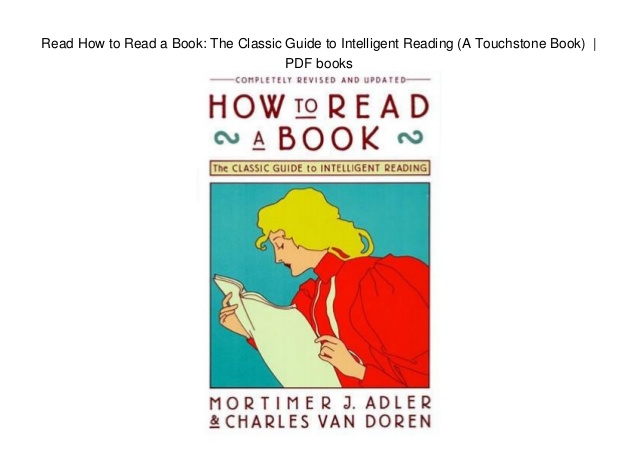 Read How to Read a Book: The Classic Guide to Intelligent Reading (A Touchstone Book) |
PDF books
COMPLETELY REVISED AND UPDATED
HOW TO READ
A BOOK
The CLASSIC GUIDE to INTELLIGENT READING
MORTIMER J. ADLER
& CHARLES VAN DOREN